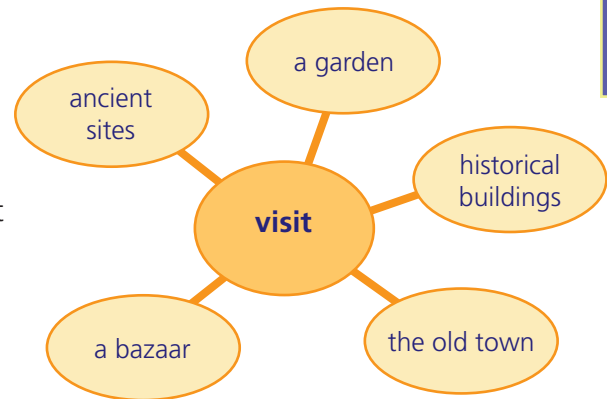 a garden
ancient
sites
historical
buildings
visit
a bazaar
the old town